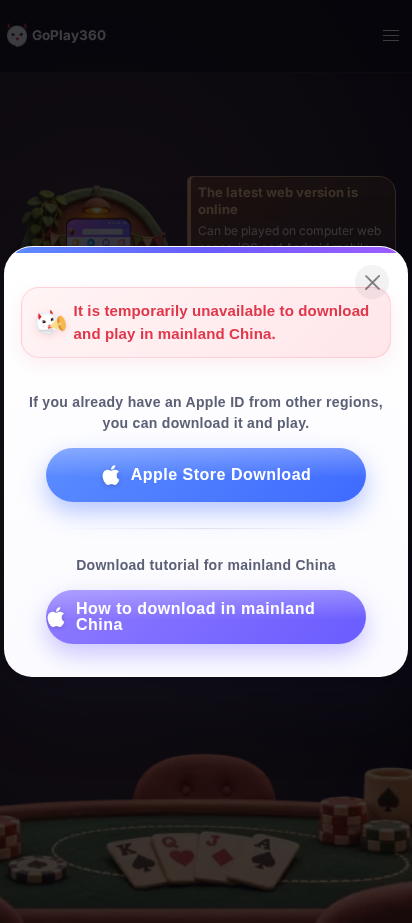 GoPlay360
The latest web version is
online
Can be played on computer web
It is temporarily unavailable to download
and play in mainland China.
If you already have an Apple ID from other regions,
you can download it and play.
Apple Store Download
Download tutorial for mainland China
How to download in mainland
China
K Q J A